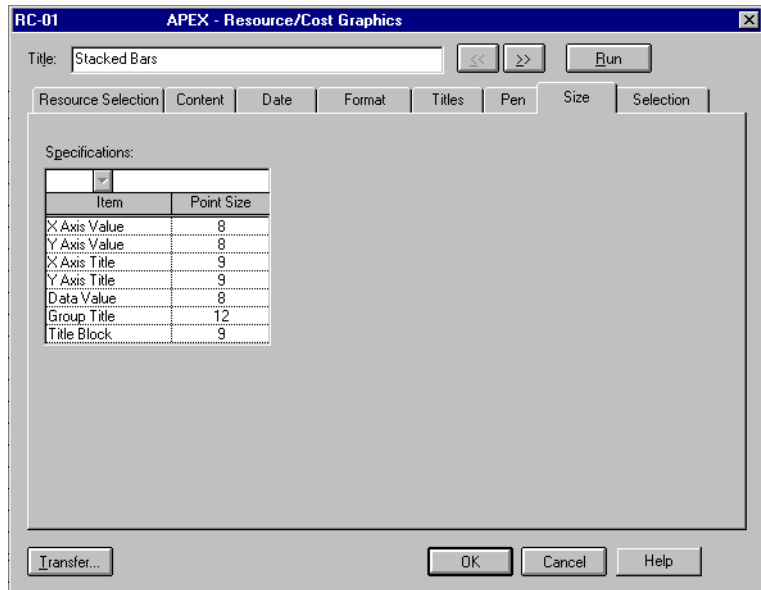 RC-01 APEX - Resource/Cost Graphics
Title: Stacked Bars << >> Run
Resource Selection Content Date Format Titles Pen Size Selection
Specifications:
Item Point Size
X Axis Value 8
Y Axis Value 8
X Axis Title 9
Y Axis Title 9
Data Value 8
Group Title 12
Title Block 9
Transfer... OK Cancel Help